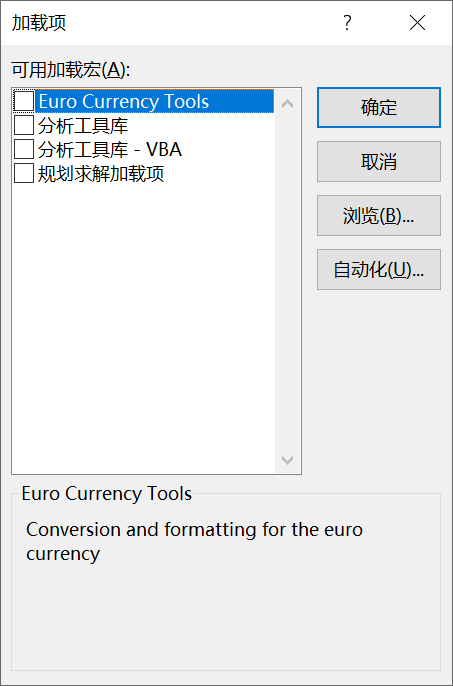 加载项
?
可用加载宏(A):
Euro Currency Tools
分析工具库
分析工具库 - VBA
规划求解加载项
确定
取消
浏览(B)...
自动化(U)...
Euro Currency Tools
Conversion and formatting for the euro
currency